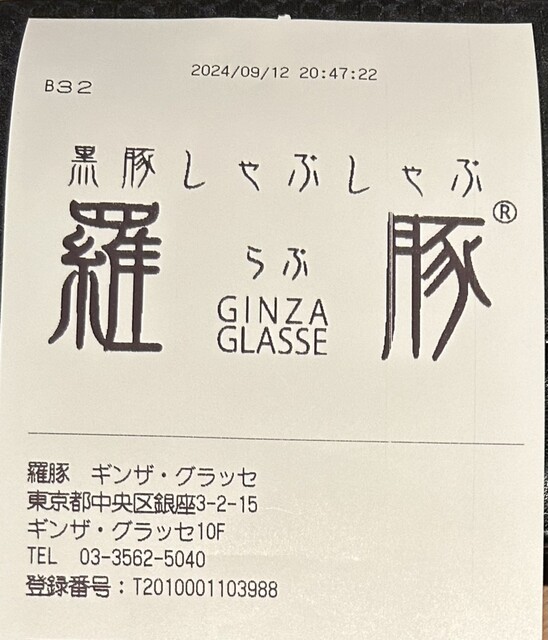 2024/09/12 20:47:22
B32
黒豚しゃぶしゃぶ
羅豚®
らぶ
GINZA
GLASSE
羅豚 ギンザ・グラッセ
東京都中央区銀座3-2-15
ギンザ・グラッセ10F
TEL 03-3562-5040
登録番号：T2010001103988